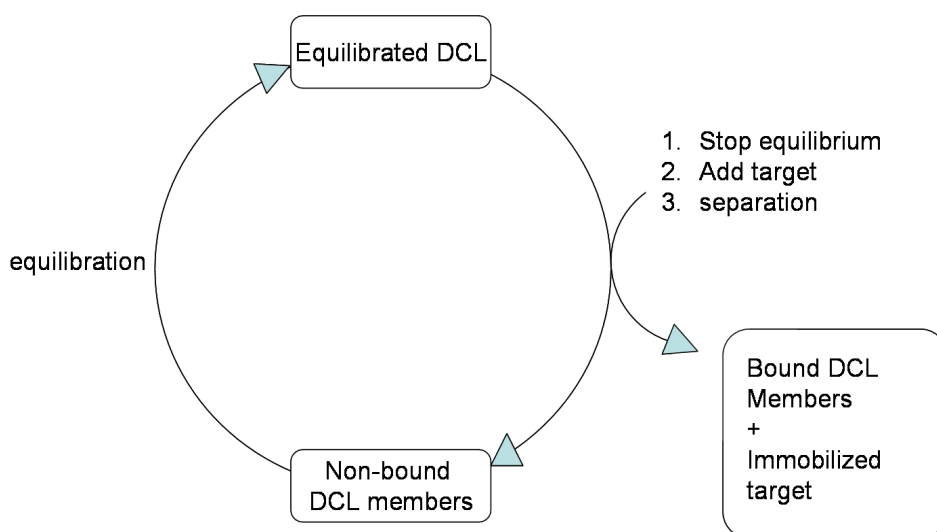 Equilibrated DCL
1. Stop equilibrium
2. Add target
3. separation
equilibration
Bound DCL
Members
+
Immobilized
target
Non-bound
DCL members